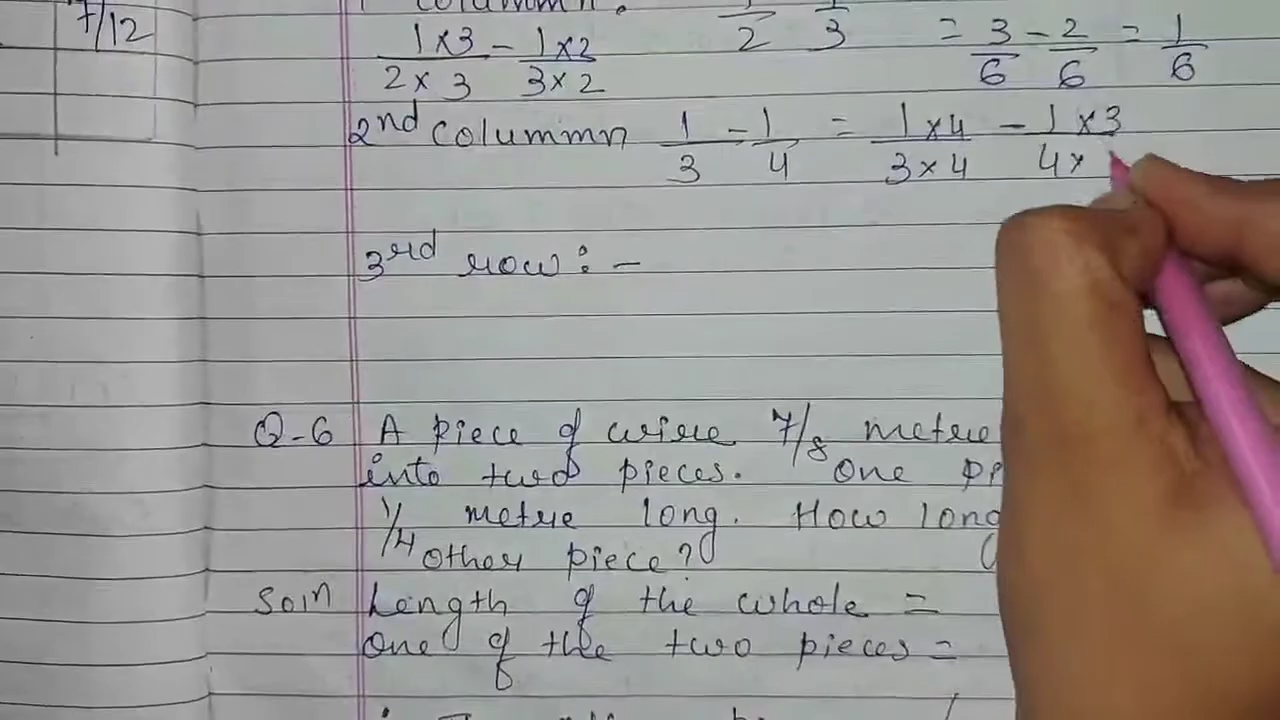 colummn.
7/12
1/2 1/3 = 3/6 - 2/6 = 1/6
1×3/2×3 - 1×2/3×2
2nd colummn 1/3 - 1/4 = 1×4/3×4 - 1×3/4×
3rd row:-
Q-6 A piece of wire 7/8 metre
into two pieces. One
1/4 metre long. How long
other piece?
Soln Length of the whole =
One of the two pieces =